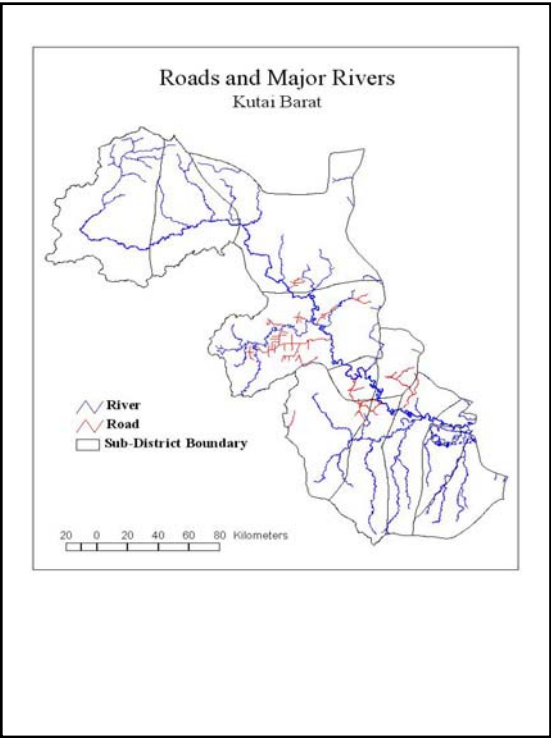 Roads and Major Rivers
Kutai Barat
River
Road
Sub-District Boundary
20 0 20 40 60 80 Kilometers